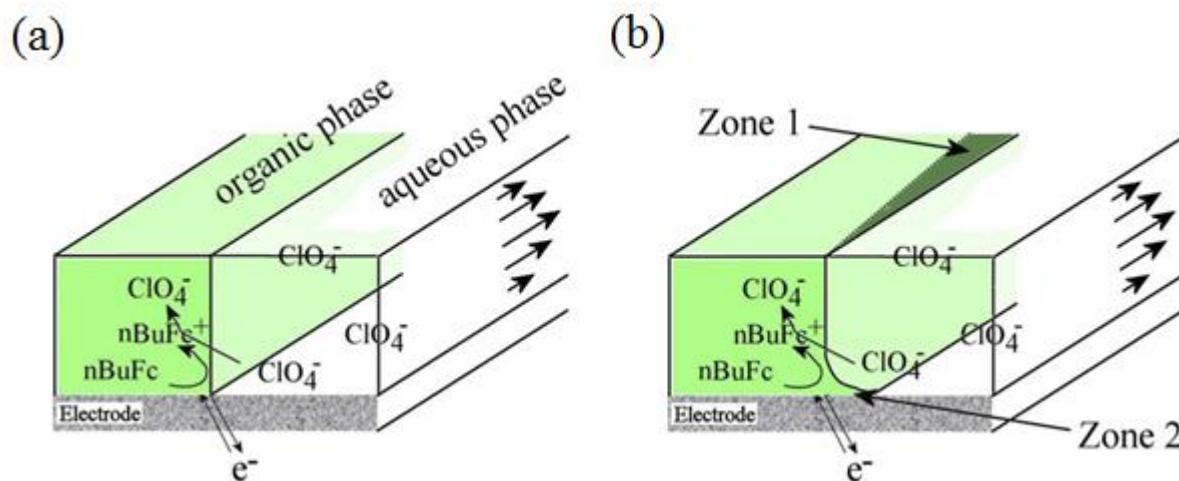 (a)
organic phase
aqueous phase
ClO₄⁻
ClO₄⁻
nBuFc⁺
ClO₄⁻
nBuFc
ClO₄⁻
Electrode
e⁻
(b)
Zone 1
ClO₄⁻
ClO₄⁻
nBuFc⁺
ClO₄⁻
nBuFc
ClO₄⁻
Electrode
Zone 2
e⁻